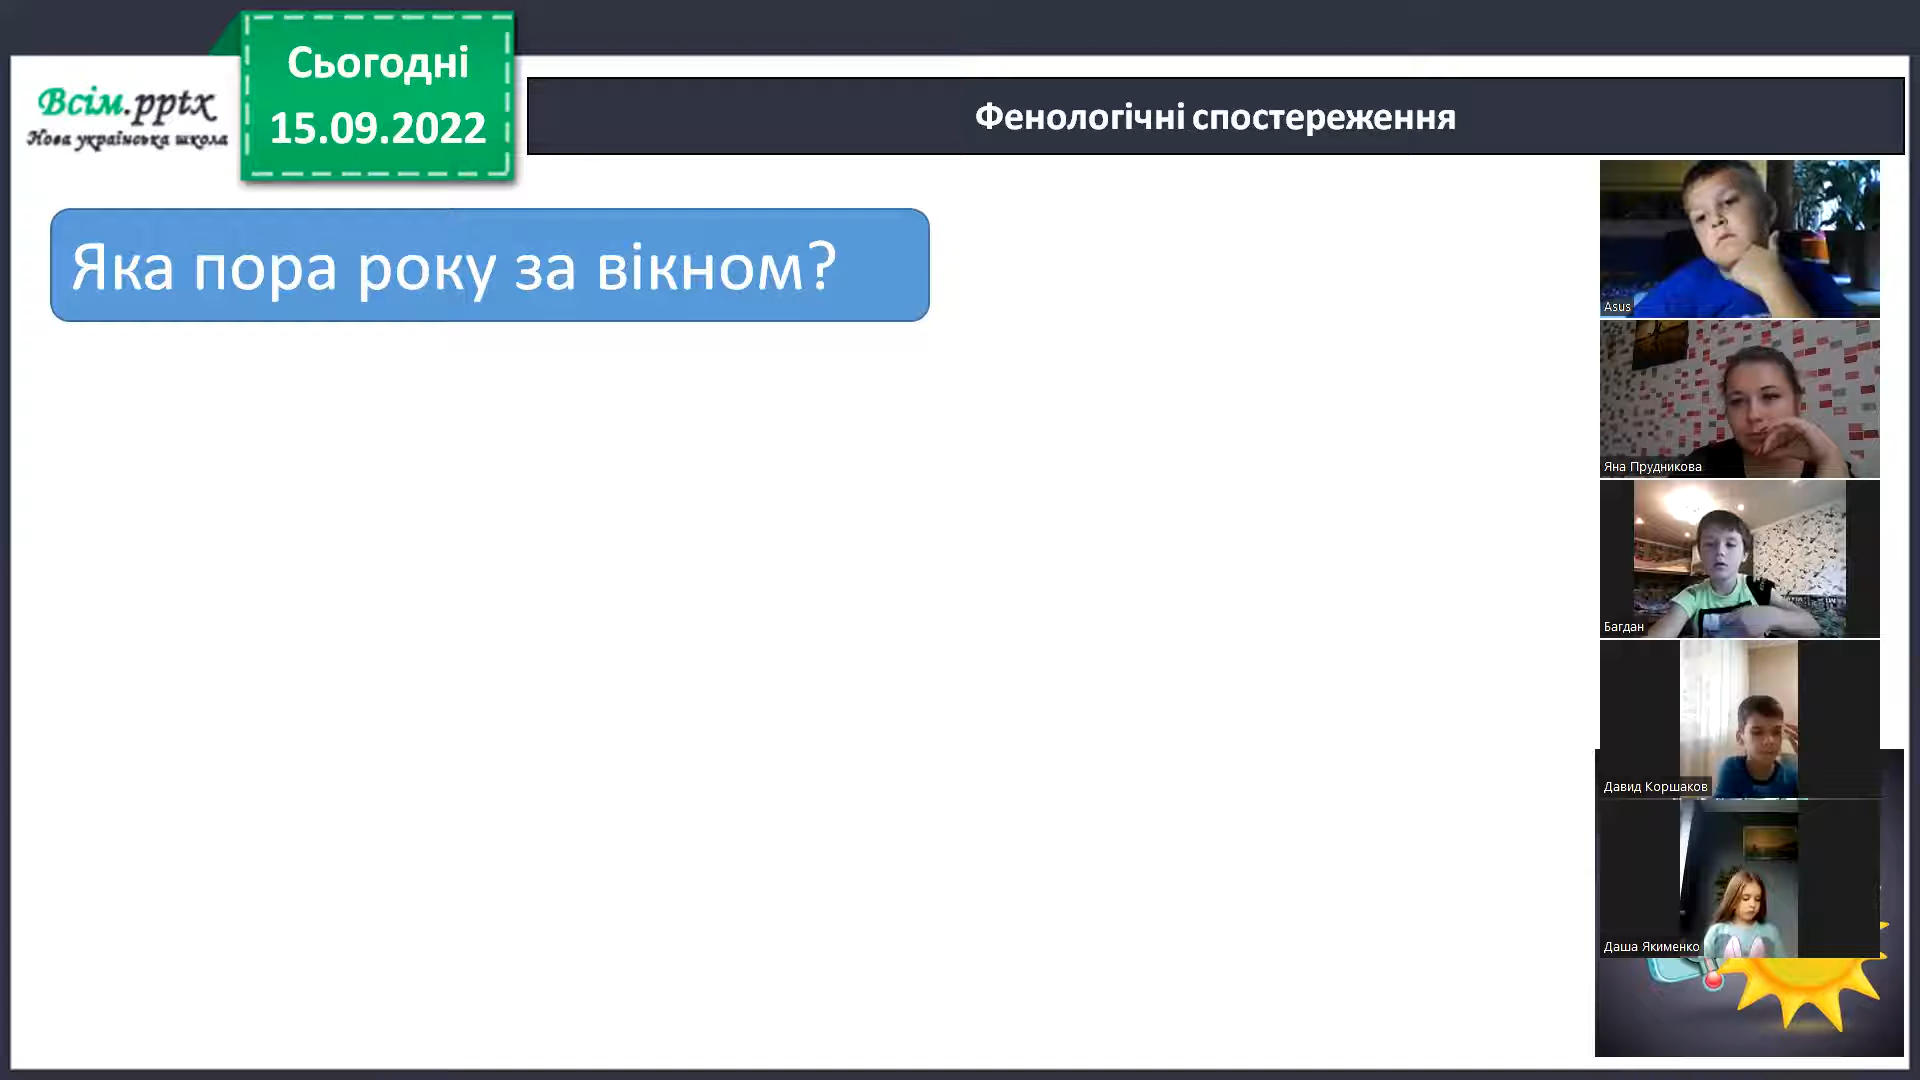 Сьогодні
15.09.2022
Всім.pptx
Нова українська школа
Фенологічні спостереження
Яка пора року за вікном?
Asus
Яна Прудникова
Багдан
Давид Коршаков
Даша Якименко